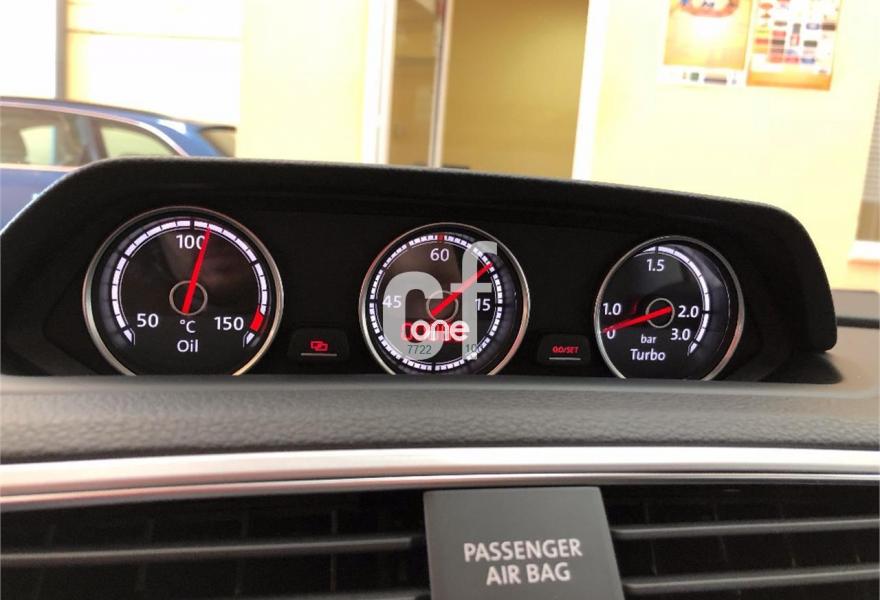 100
50
150
°C
Oil
60
45
15
7722
10
cf
one
GO/SET
1.5
1.0
2.0
0
3.0
bar
Turbo
PASSENGER
AIR BAG